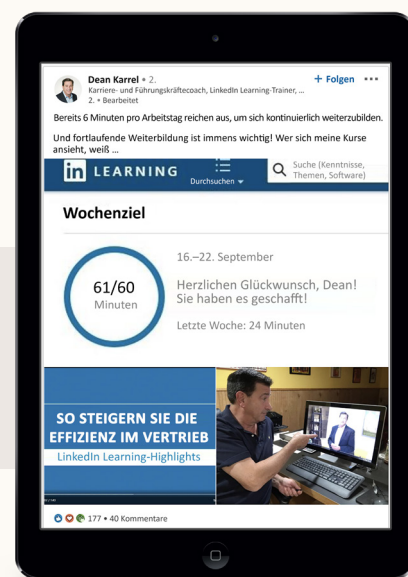 Dean Karrel • 2.
+ Folgen •••
Karriere- und Führungskräftecoach, LinkedIn Learning-Trainer, ...
2. • Bearbeitet
Bereits 6 Minuten pro Arbeitstag reichen aus, um sich kontinuierlich weiterzubilden.
Und fortlaufende Weiterbildung ist immens wichtig! Wer sich meine Kurse
ansieht, weiß ...
in LEARNING
Durchsuchen
Suche (Kenntnisse,
Themen, Software)
Wochenziel
61/60
Minuten
16.–22. September
Herzlichen Glückwunsch, Dean!
Sie haben es geschafft!
Letzte Woche: 24 Minuten
SO STEIGERN SIE DIE
EFFIZIENZ IM VERTRIEB
LinkedIn Learning-Highlights
177 • 40 Kommentare